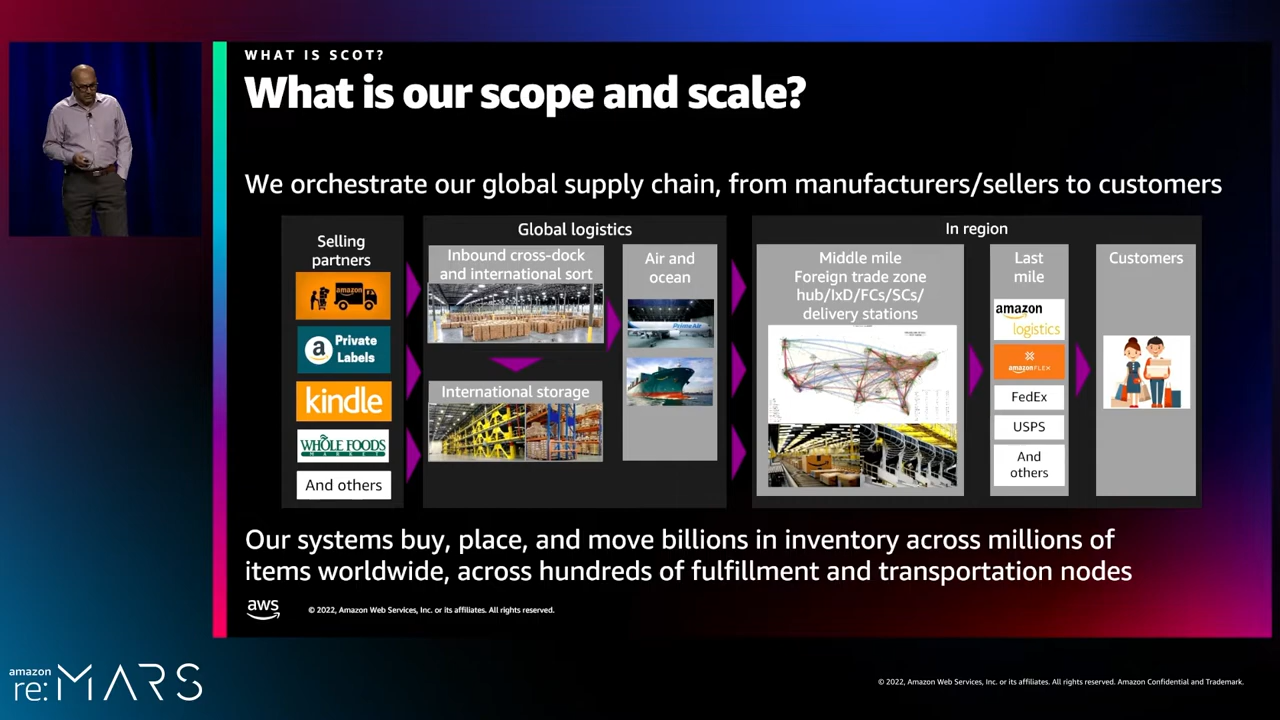 WHAT IS SCOT?
What is our scope and scale?
We orchestrate our global supply chain, from manufacturers/sellers to customers
Selling
partners
amazon
a Private
Labels
kindle
WHOLE FOODS
MARKET
And others
Global logistics
Inbound cross-dock
and international sort
International storage
Air and
ocean
Prime Air
In region
Middle mile
Foreign trade zone
hub/IxD/FCs/SCs/
delivery stations
Last
mile
amazon
logistics
amazon FLEX
FedEx
USPS
And
others
Customers
Our systems buy, place, and move billions in inventory across millions of
items worldwide, across hundreds of fulfillment and transportation nodes
aws
© 2022, Amazon Web Services, Inc. or its affiliates. All rights reserved.
amazon
re:MARS
© 2022, Amazon Web Services, Inc. or its affiliates. All rights reserved. Amazon Confidential and Trademark.